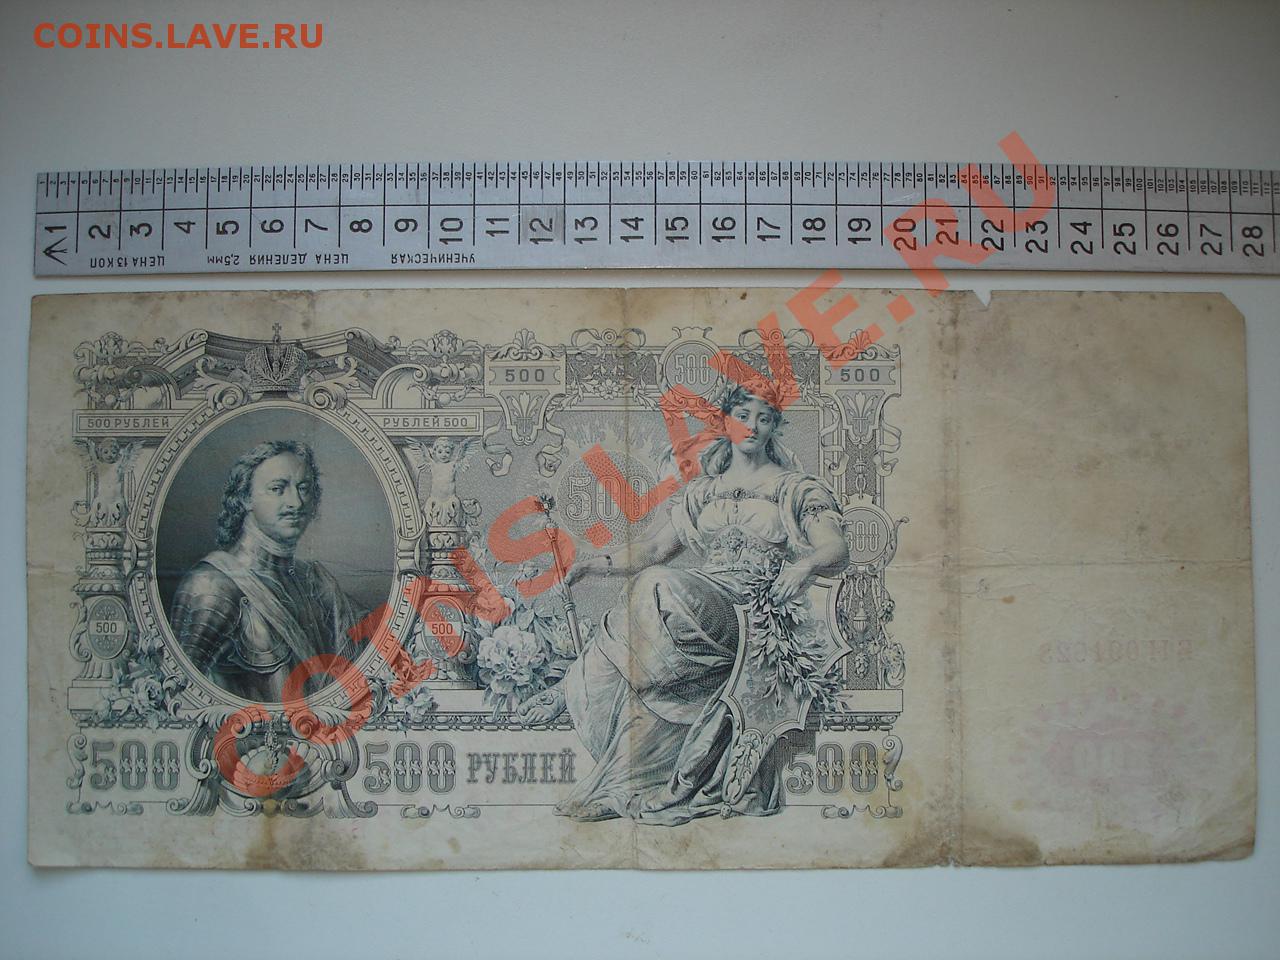 COINS.LAVE.RU
1 2 3 4 5 6 7 8 9 10 11 12 13 14 15 16 17 18 19 20 21 22 23 24 25 26 27 28
ЦЕНА 13 КОП
ЦЕНА ДЕЛЕНИЯ 2,5мм
УЧЕНИЧЕСКАЯ
500
500
500
500 РУБЛЕЙ
РУБЛЕЙ 500
500
500
500
500
500
500 РУБЛЕЙ
500
COINS.LAVE.RU